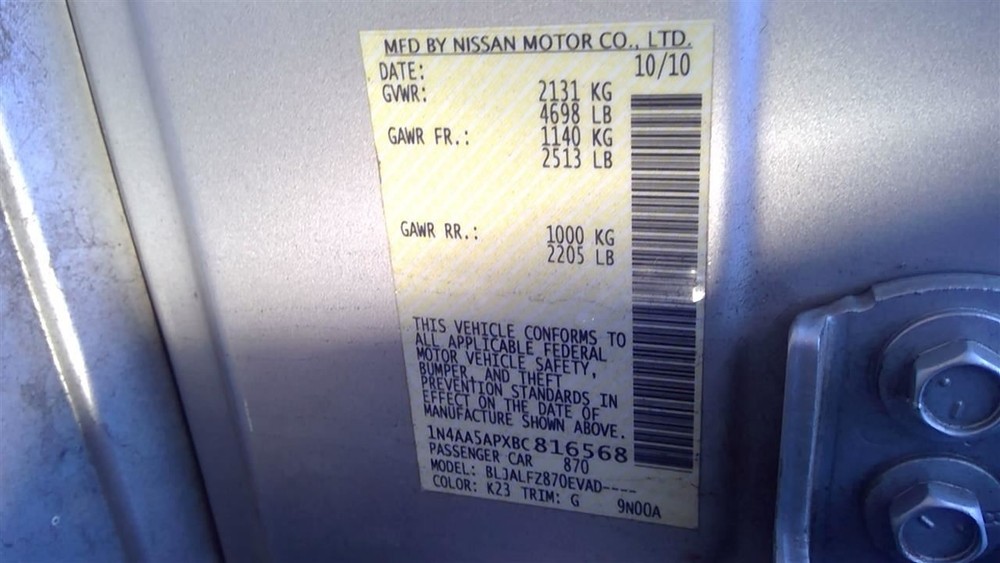 MFD BY NISSAN MOTOR CO., LTD.
DATE: 10/10
GVWR: 2131 KG
4698 LB
GAWR FR.: 1140 KG
2513 LB
GAWR RR.: 1000 KG
2205 LB
THIS VEHICLE CONFORMS TO
ALL APPLICABLE FEDERAL
MOTOR VEHICLE SAFETY,
BUMPER, AND THEFT
PREVENTION STANDARDS IN
EFFECT ON THE DATE OF
MANUFACTURE SHOWN ABOVE.
1N4AA5APXBC816568
PASSENGER CAR 870
MODEL: BLJALFZ870EVAD----
COLOR: K23 TRIM: G 9N00A